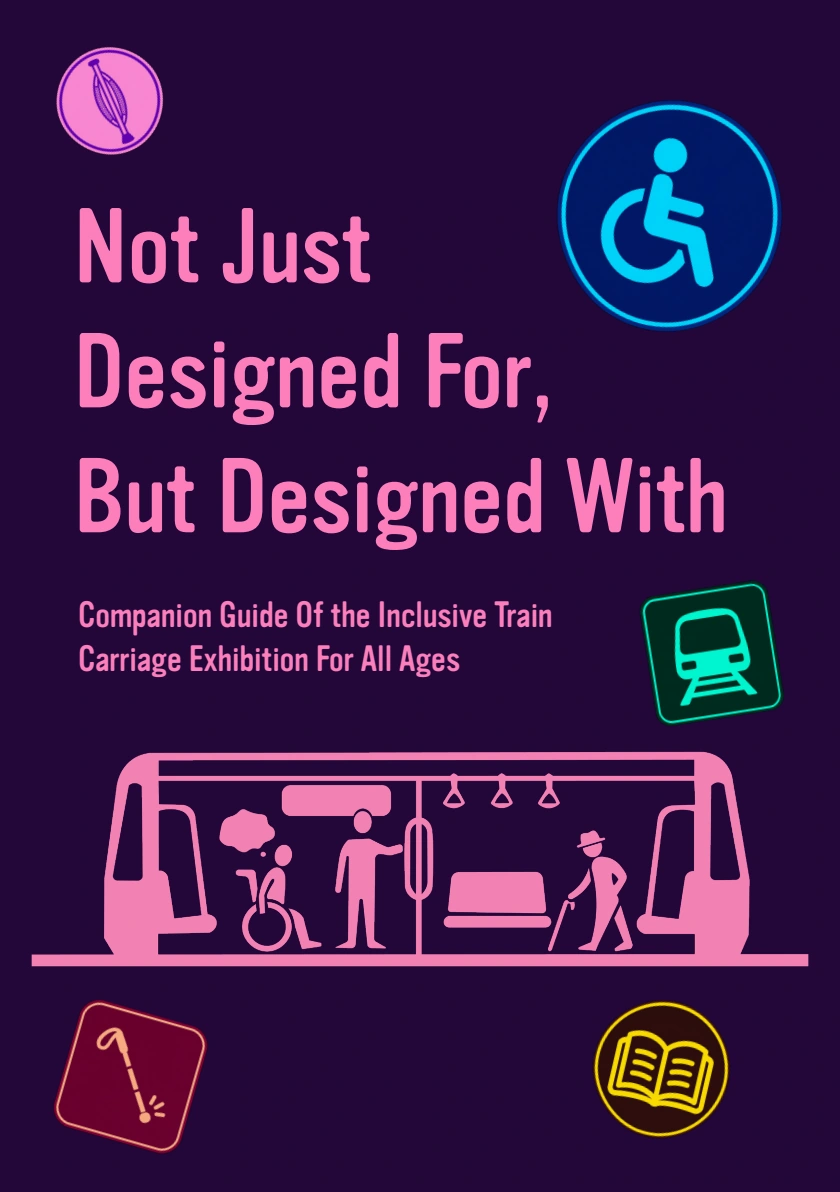 Not Just
Designed For,
But Designed With
Companion Guide Of the Inclusive Train
Carriage Exhibition For All Ages